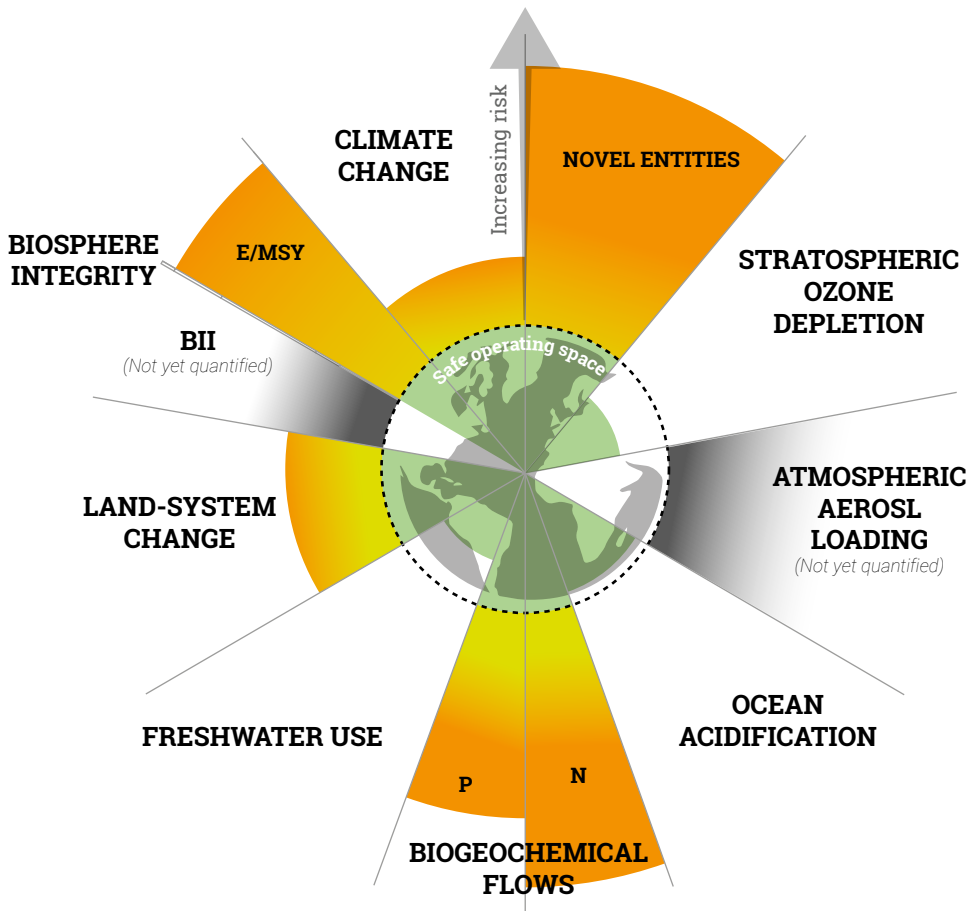 Increasing risk
CLIMATE
CHANGE
NOVEL ENTITIES
BIOSPHERE
INTEGRITY
E/MSY
STRATOSPHERIC
OZONE
DEPLETION
BII
(Not yet quantified)
Safe operating space
LAND-SYSTEM
CHANGE
ATMOSPHERIC
AEROSL
LOADING
(Not yet quantified)
FRESHWATER USE
OCEAN
ACIDIFICATION
P
N
BIOGEOCHEMICAL
FLOWS